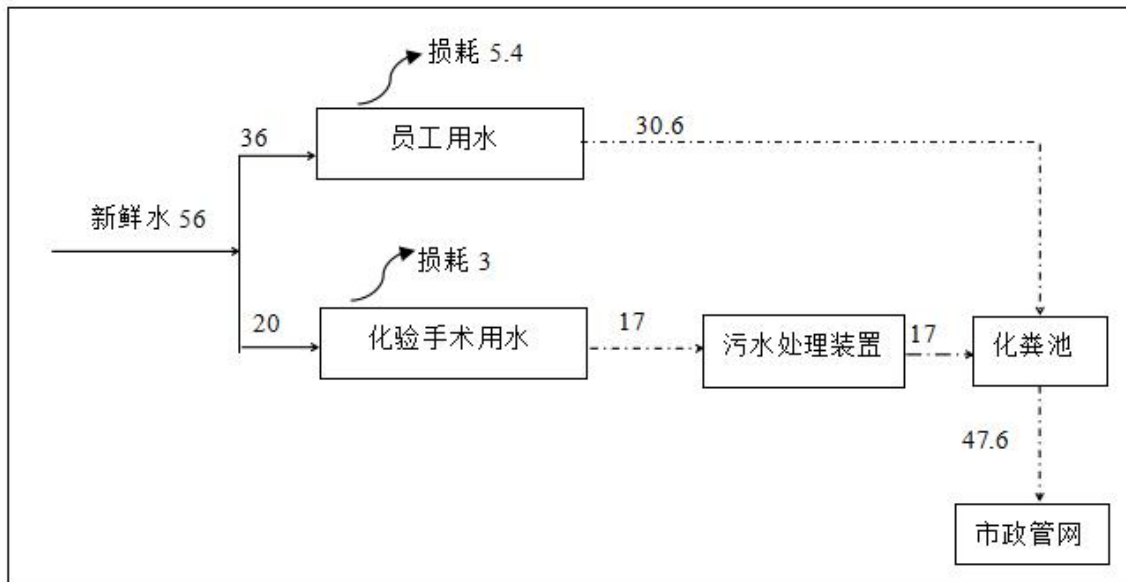 损耗 5.4
36
员工用水
30.6
新鲜水 56
损耗 3
20
化验手术用水
17
污水处理装置
17
化粪池
47.6
市政管网